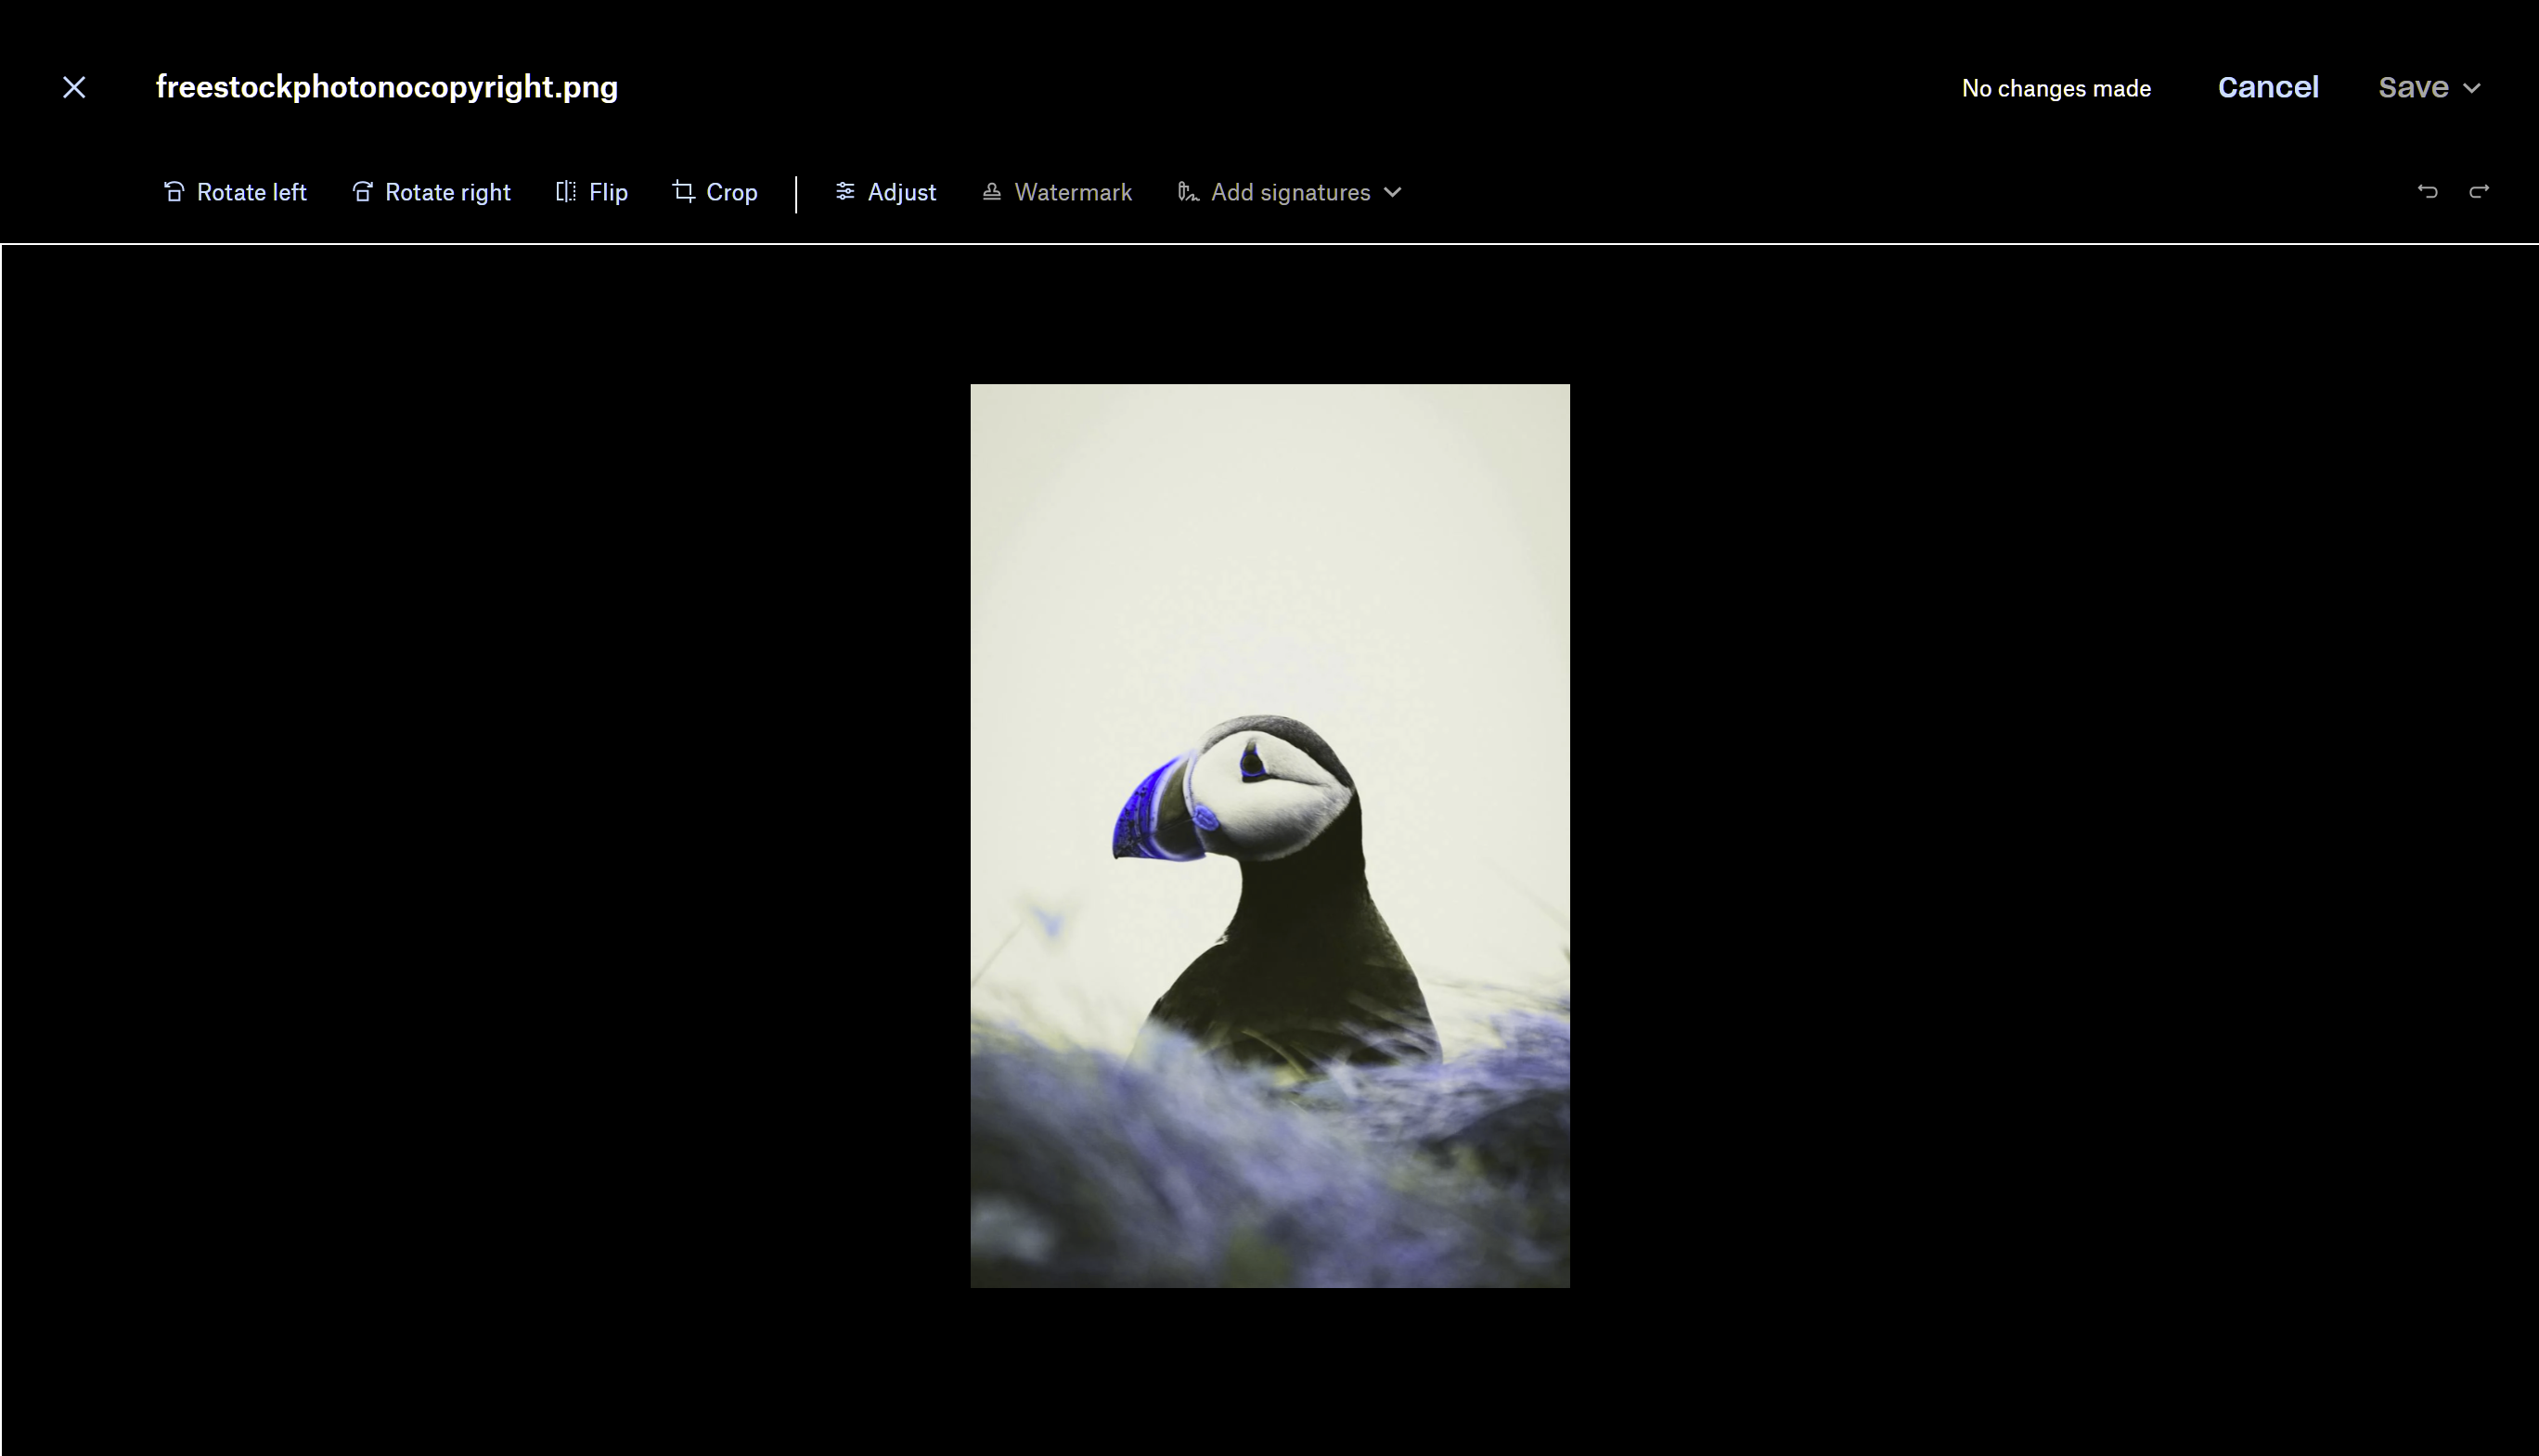 freestockphotonocopyright.png
No changes made
Cancel
Save
Rotate left
Rotate right
Flip
Crop
Adjust
Watermark
Add signatures